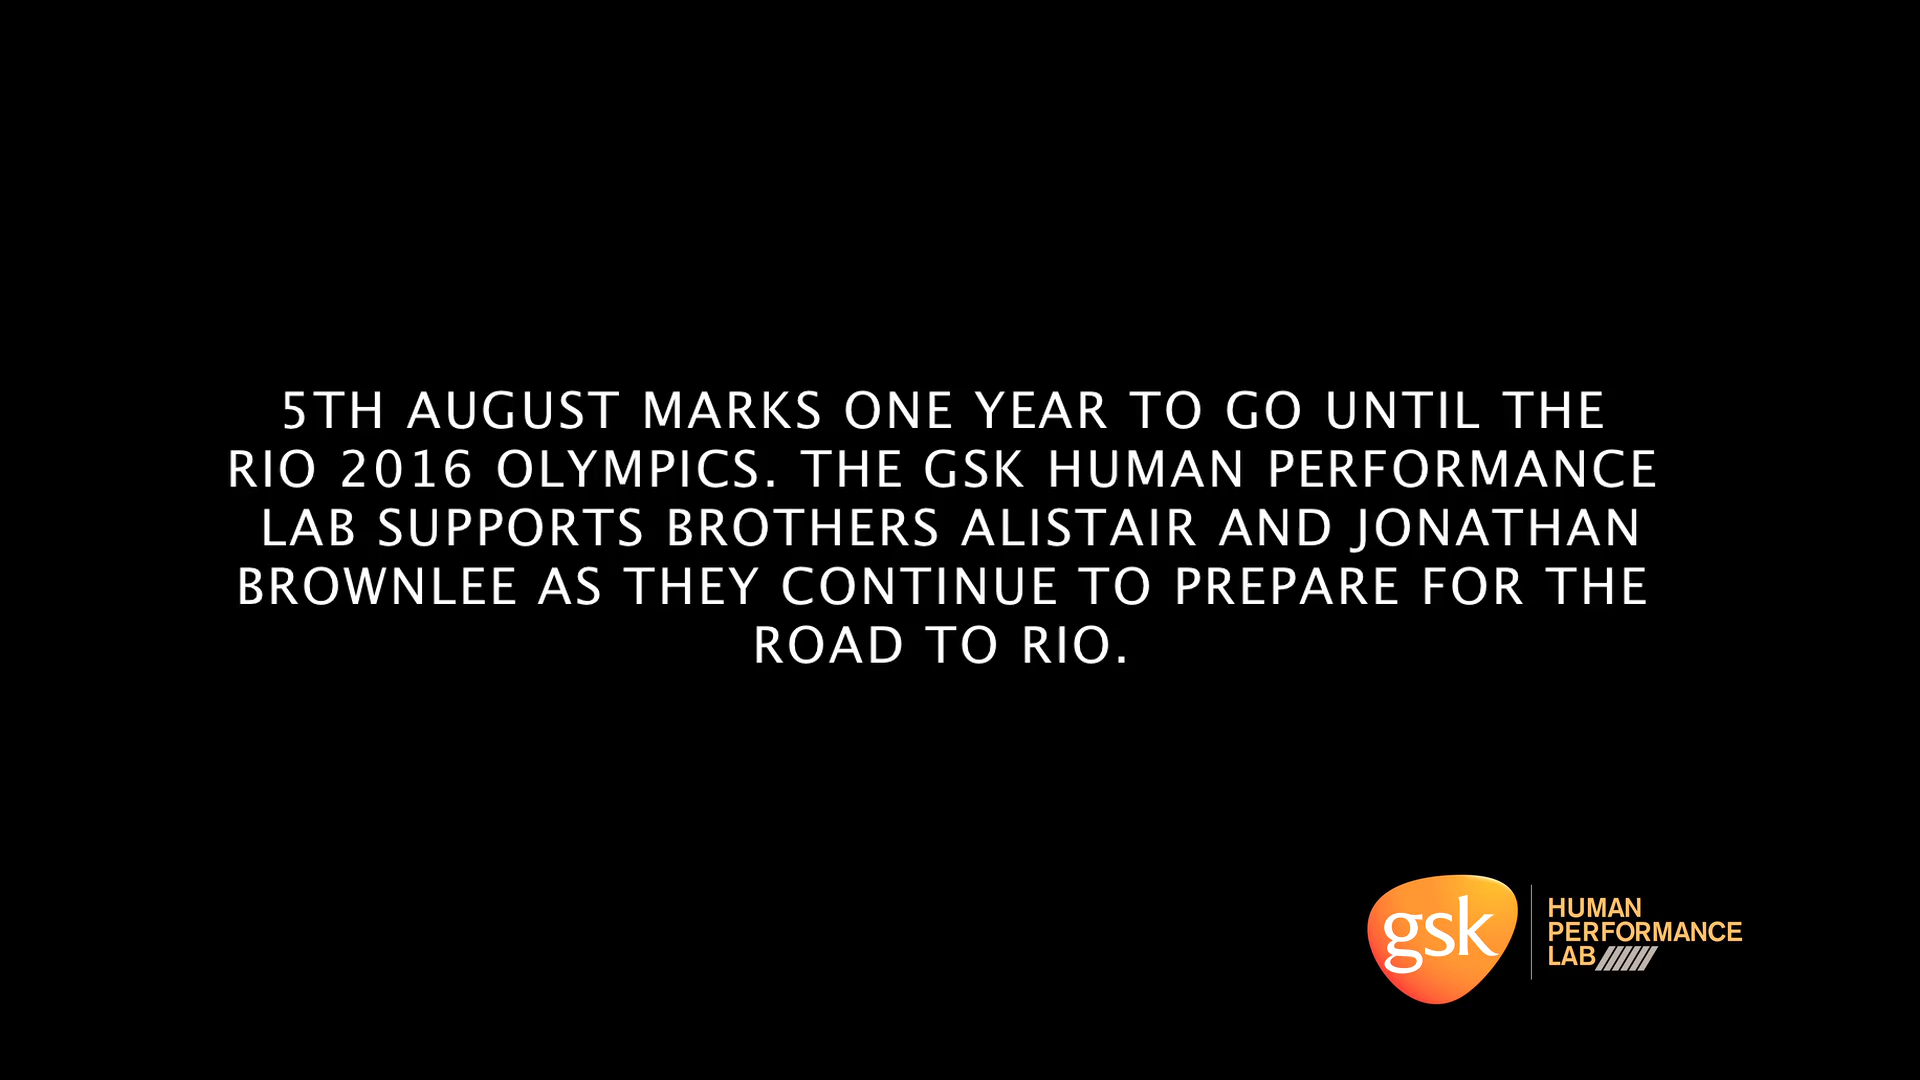 5TH AUGUST MARKS ONE YEAR TO GO UNTIL THE
RIO 2016 OLYMPICS. THE GSK HUMAN PERFORMANCE
LAB SUPPORTS BROTHERS ALISTAIR AND JONATHAN
BROWNLEE AS THEY CONTINUE TO PREPARE FOR THE
ROAD TO RIO.
gsk
HUMAN
PERFORMANCE
LAB